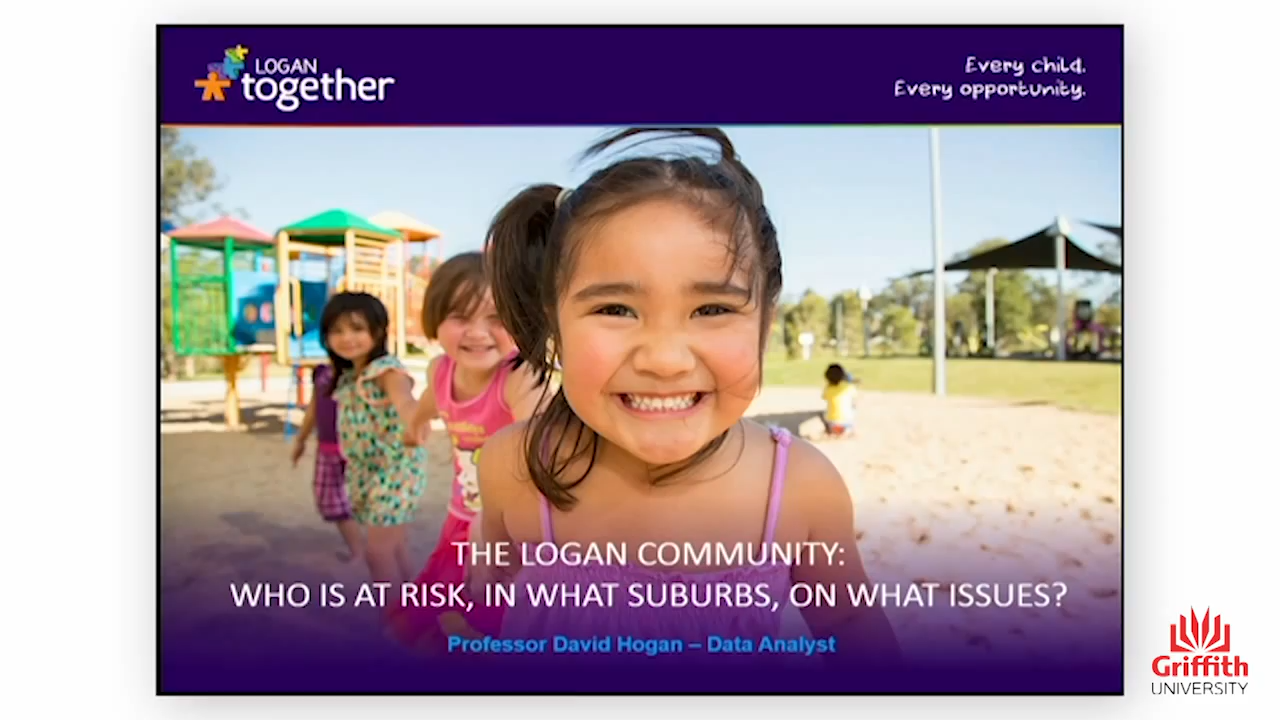 LOGAN
together
Every child.
Every opportunity.
THE LOGAN COMMUNITY:
WHO IS AT RISK, IN WHAT SUBURBS, ON WHAT ISSUES?
Professor David Hogan – Data Analyst
Griffith
UNIVERSITY